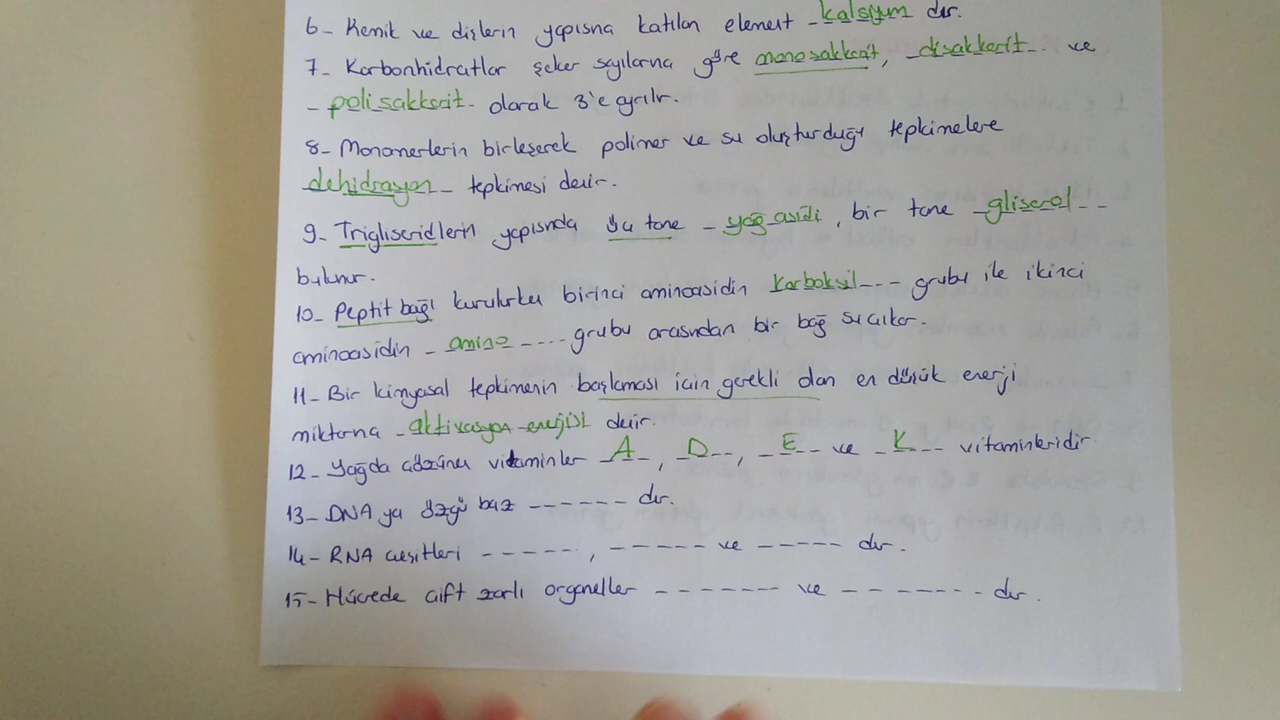 6- Kemik ve dişlerin yapısına katılan element -kalsiyum dır.
7- Karbonhidratlar şeker sayılarına göre monosakkarit, -disakkarit-- ve
- polisakkarit- olarak 3'e ayrılır.
8- Monomerlerin birleşerek polimer ve su oluşturduğu tepkimelere
dehidrasyon- tepkimesi denir.
9- Trigliseridlerin yapısında üç tane - yağ asidi, bir tane -gliserol--
bulunur.
10- Peptit bağı kurulurken birinci aminoasidin karboksil--- grubu ile ikinci
aminoasidin - amino ---- grubu arasından bir bağ su çıkar.
11- Bir kimyasal tepkimenin başlaması için gerekli olan en düşük enerji
miktarına -aktivasyon enejisi denir.
12- Yağda çözünen vitaminler -A-, -D--, -E-- ve -K--- vitaminleridir
13- DNA ya özgü baz ------ dır.
14- RNA çeşitleri -----, ----- ve ----- dır.
15- Hücrede çift zarlı organeller ------- ve -------- dır.